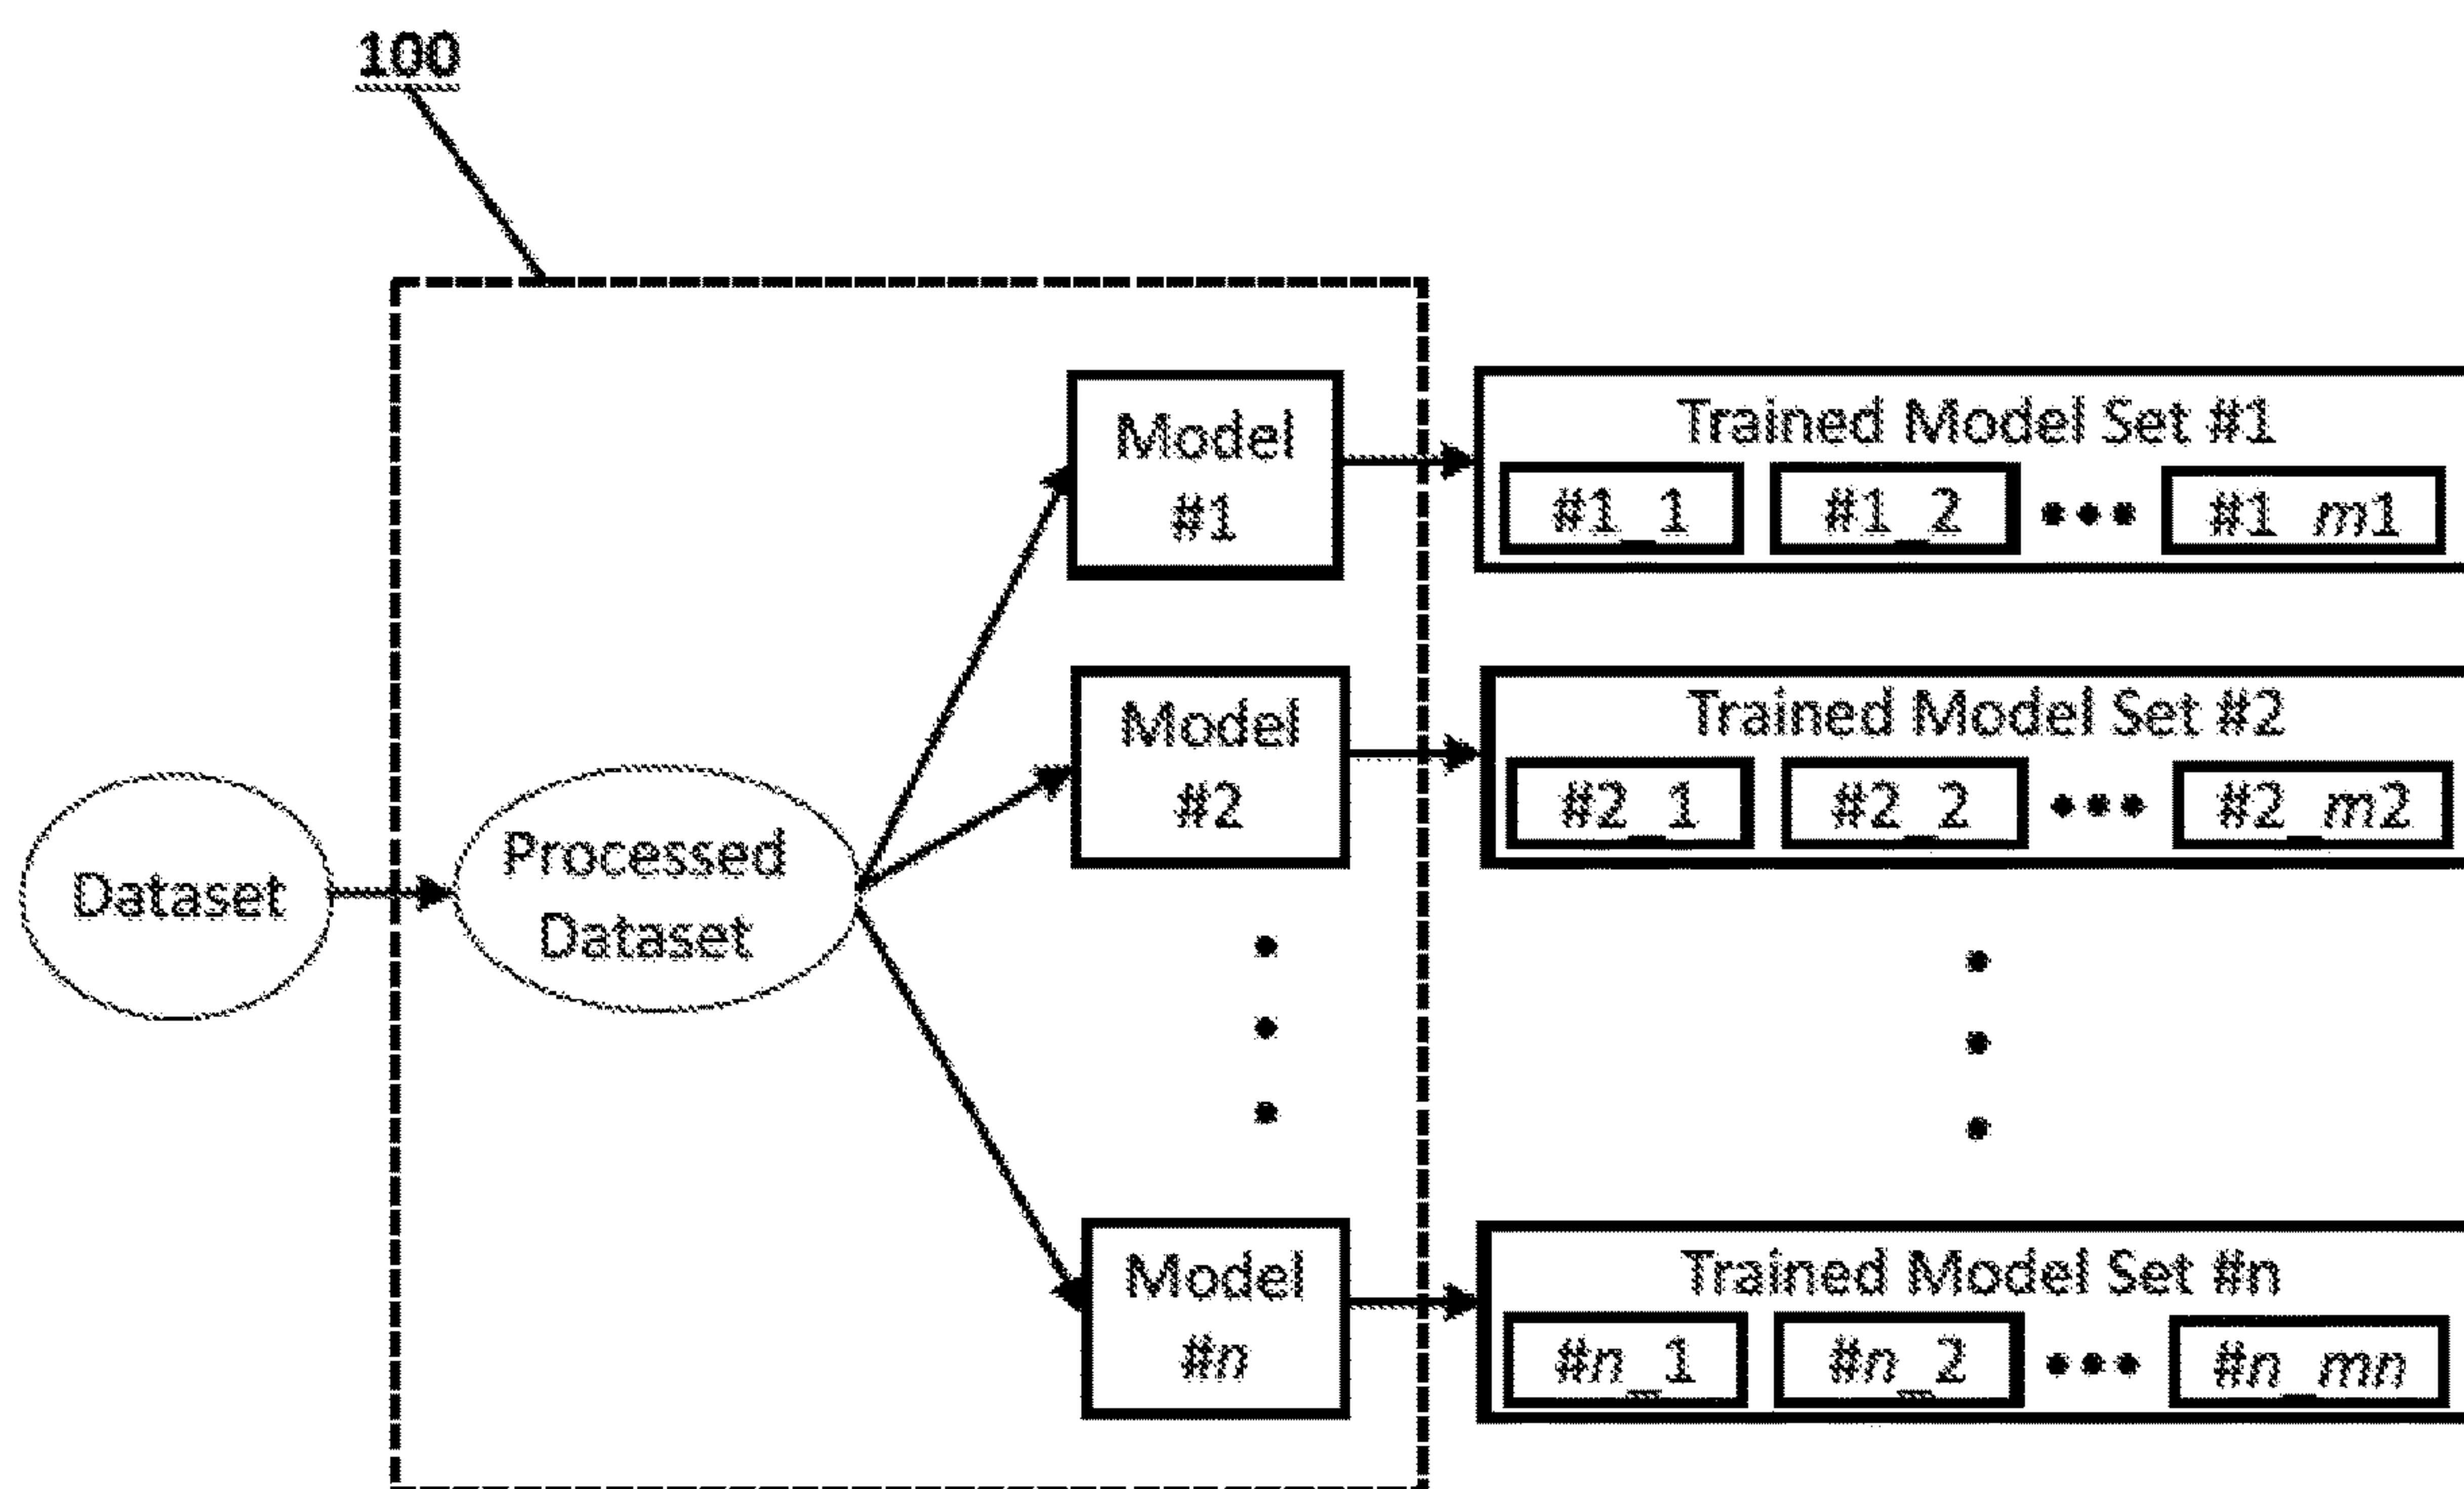 100
Model
#1
Trained Model Set #1
#1_1 #1_2 ••• #1_m1
Model
#2
Trained Model Set #2
#2_1 #2_2 ••• #2_m2
Dataset
Processed
Dataset
Model
#n
Trained Model Set #n
#n_1 #n_2 ••• #n_mn